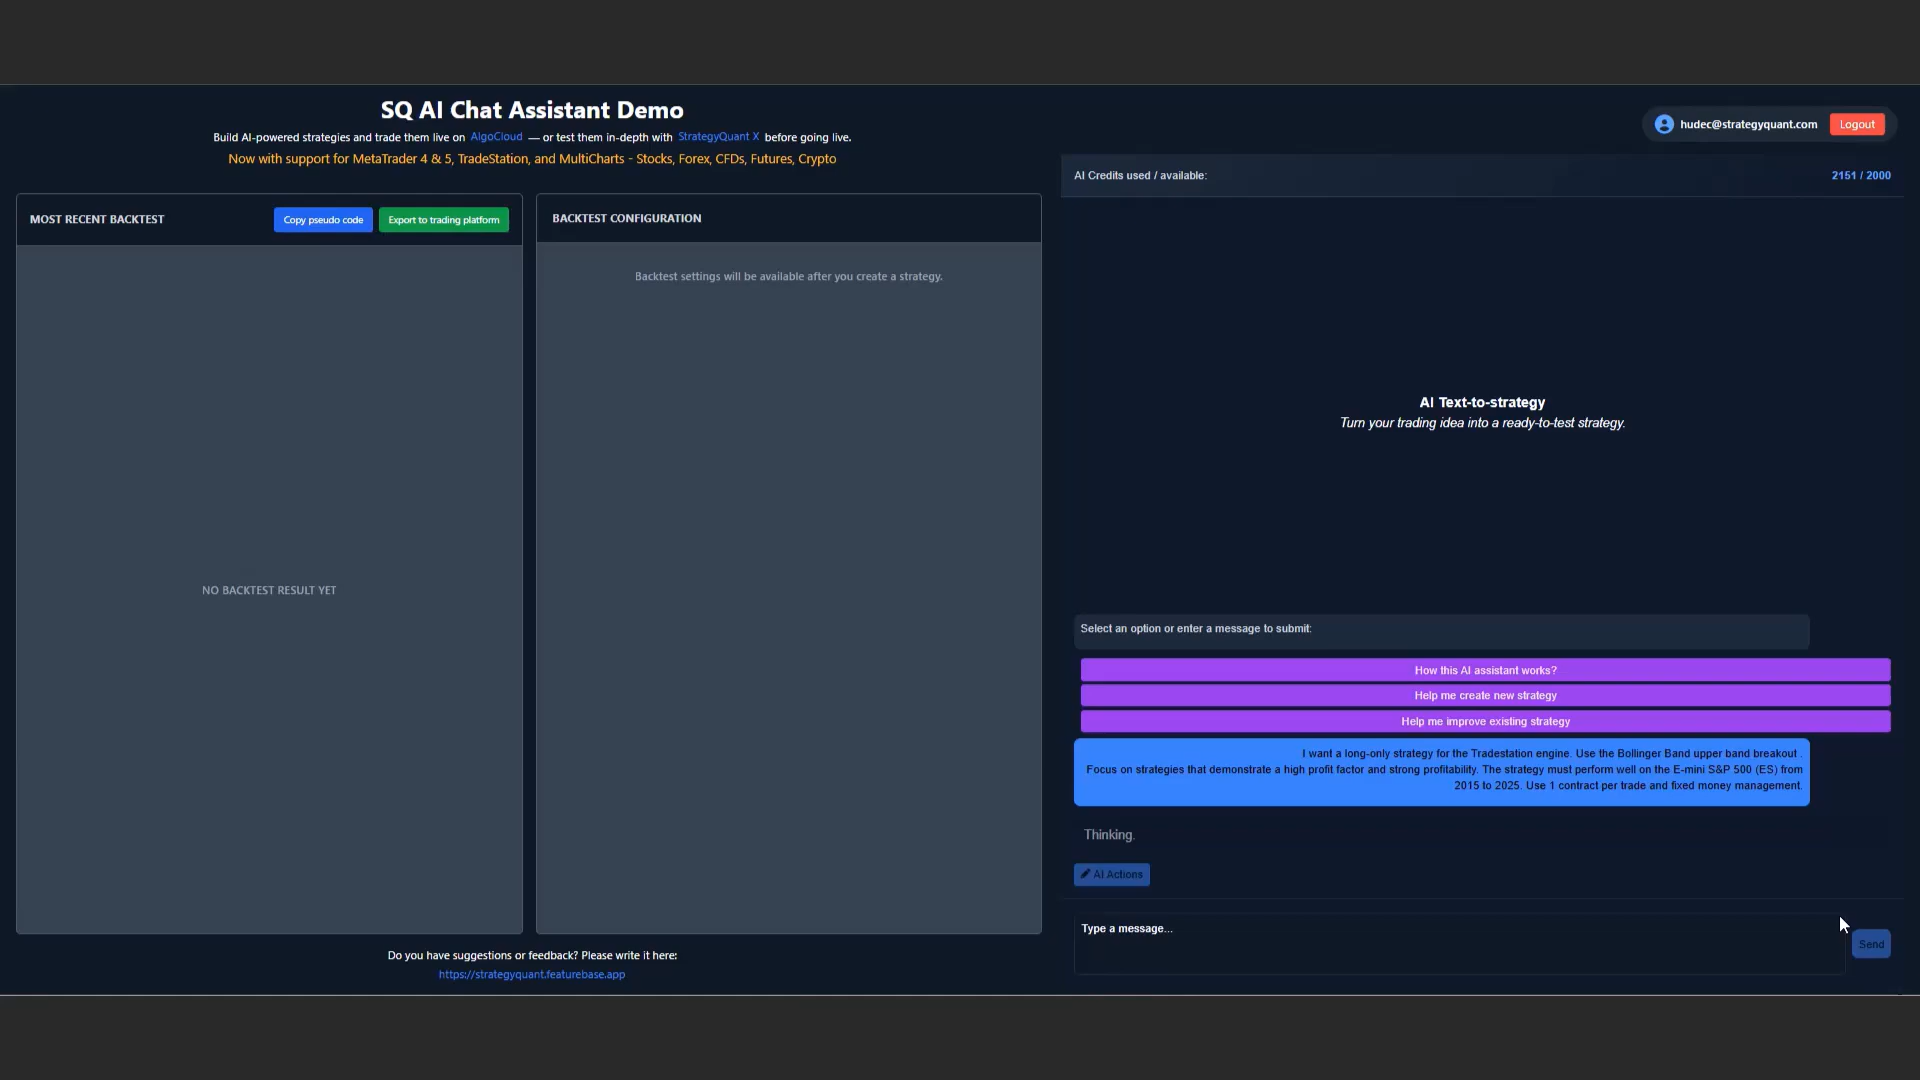 SQ AI Chat Assistant Demo
Build AI-powered strategies and trade them live on AlgoCloud — or test them in-depth with StrategyQuant X before going live.
Now with support for MetaTrader 4 & 5, TradeStation, and MultiCharts - Stocks, Forex, CFDs, Futures, Crypto
hudec@strategyquant.com
Logout
AI Credits used / available:
2151 / 2000
MOST RECENT BACKTEST
Copy pseudo code
Export to trading platform
NO BACKTEST RESULT YET
BACKTEST CONFIGURATION
Backtest settings will be available after you create a strategy.
AI Text-to-strategy
Turn your trading idea into a ready-to-test strategy.
Select an option or enter a message to submit:
How this AI assistant works?
Help me create new strategy
Help me improve existing strategy
I want a long-only strategy for the Tradestation engine. Use the Bollinger Band upper band breakout .
Focus on strategies that demonstrate a high profit factor and strong profitability. The strategy must perform well on the E-mini S&P 500 (ES) from
2015 to 2025. Use 1 contract per trade and fixed money management.
Thinking.
AI Actions
Type a message...
Send
Do you have suggestions or feedback? Please write it here:
https://strategyquant.featurebase.app